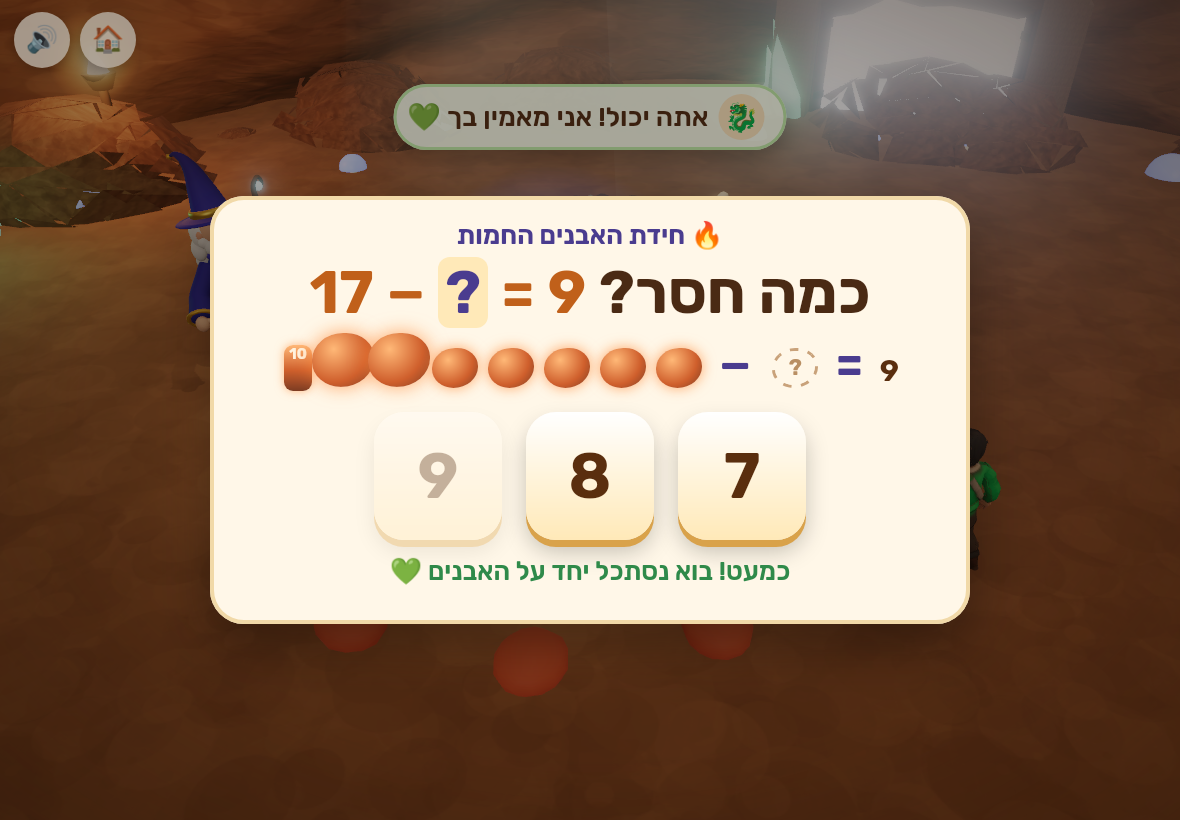 אתה יכול! אני מאמין בך 💚
🔥 חידת האבנים החמות
כמה חסר? 17 − ? = 9
10 − ? = 9
9 8 7
כמעט! בוא נסתכל יחד על האבנים 💚